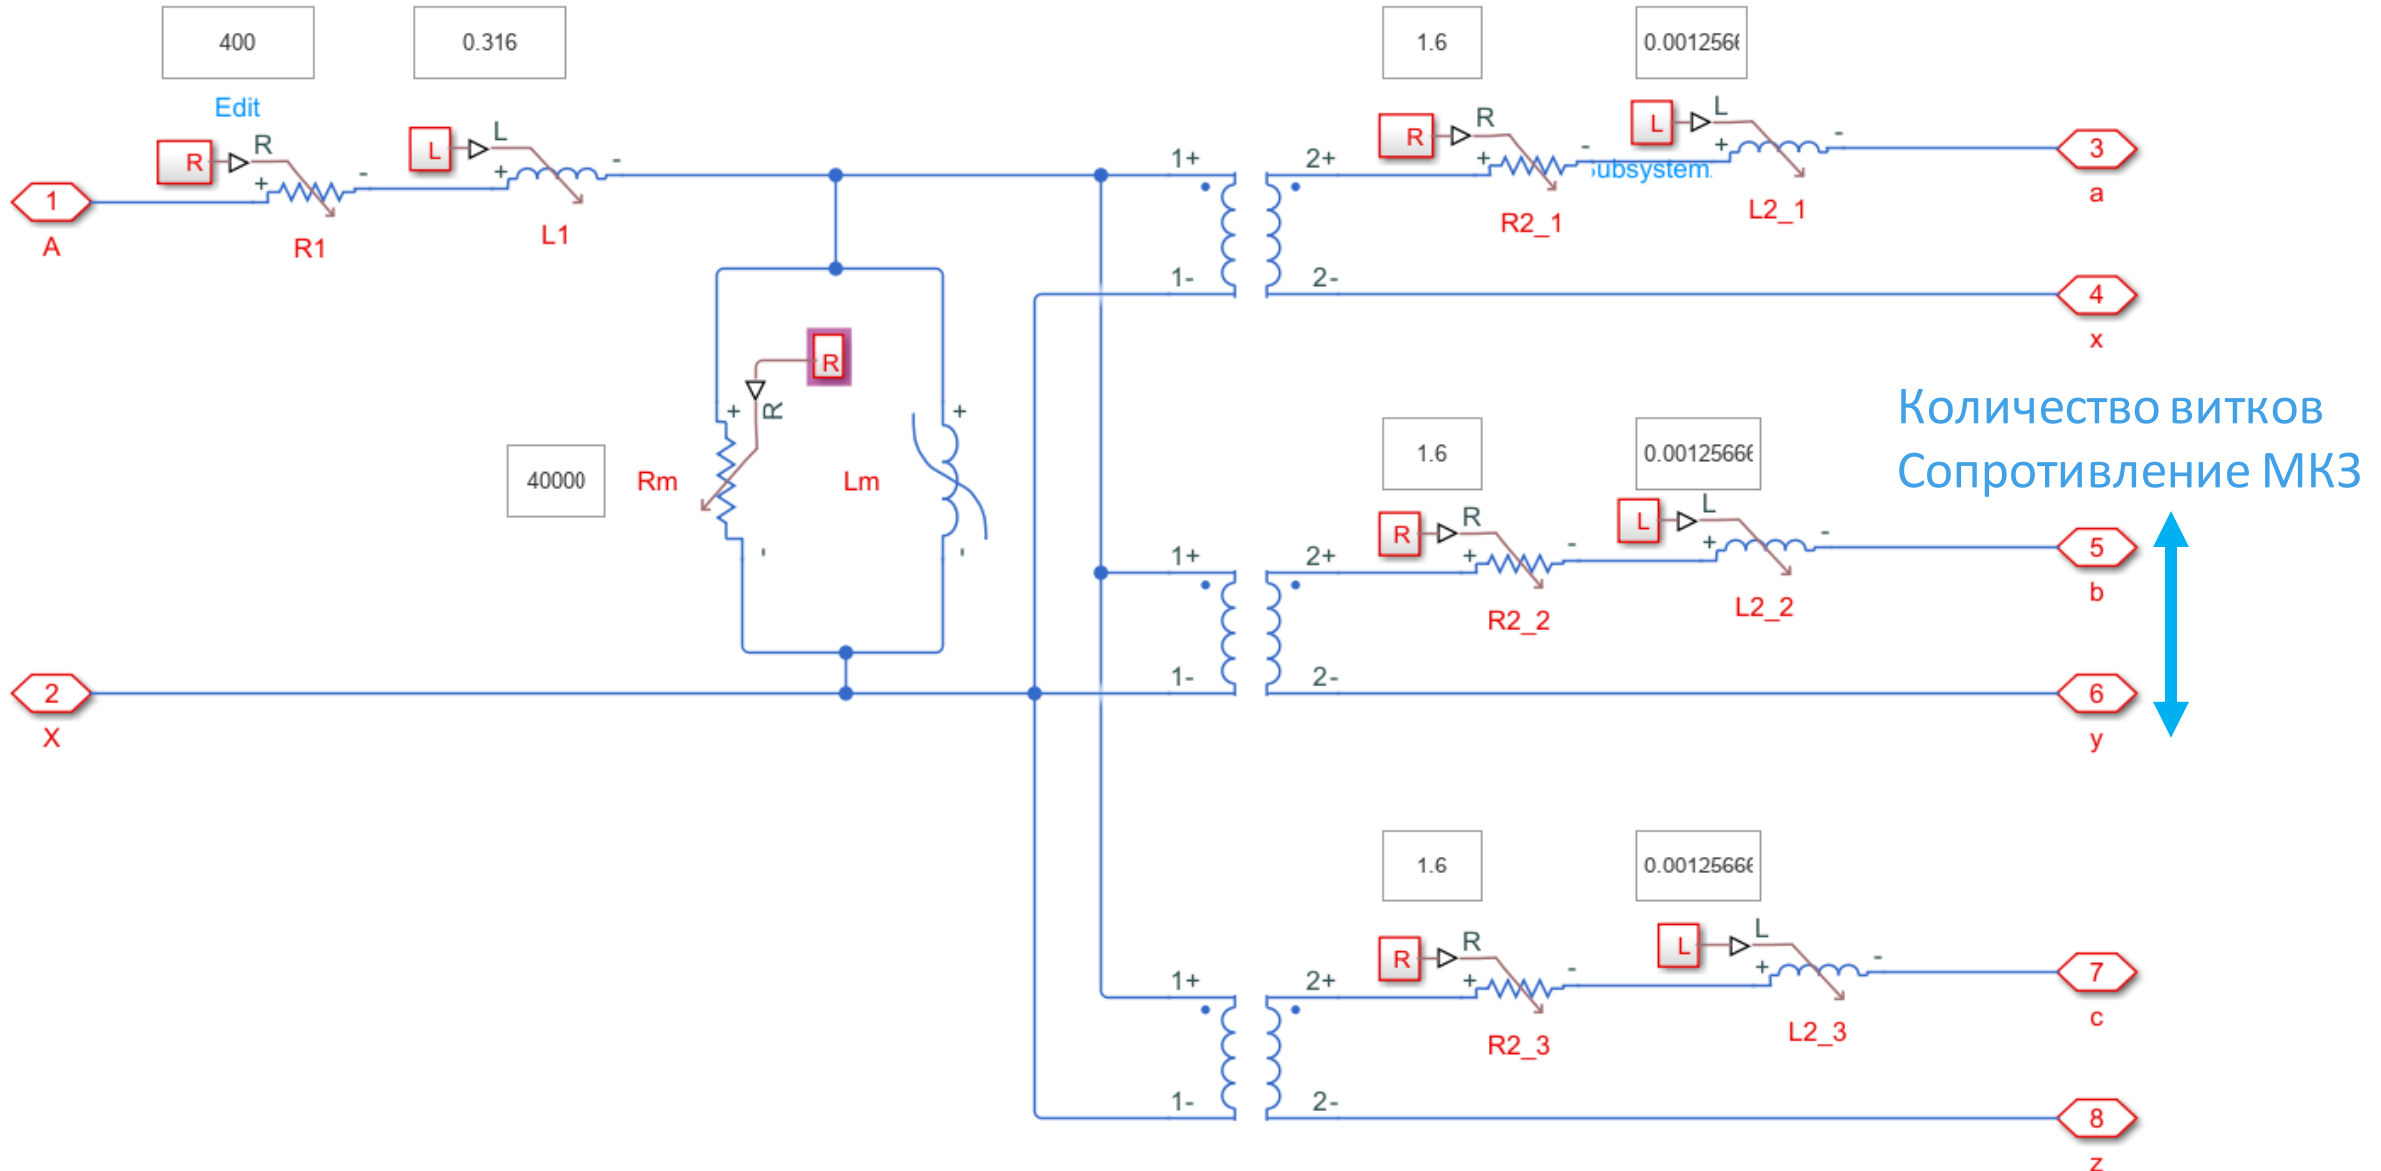 400
0.316
1.6
0.001256
Edit
R
R
L
L
R
R
L
L
+
-
+
-
1+
2+
+
-
+
-
1
A
R1
L1
R2_1
L2_1
3
a
1-
2-
4
x
R
R
+
+
40000
Rm
Lm
-
-
1.6
0.0012566
Количество витков
Сопротивление МКЗ
R
R
L
L
1+
2+
+
-
+
-
5
b
R2_2
L2_2
2
X
1-
2-
6
y
1.6
0.0012566
R
R
L
L
1+
2+
+
-
+
-
7
c
R2_3
L2_3
1-
2-
8
z